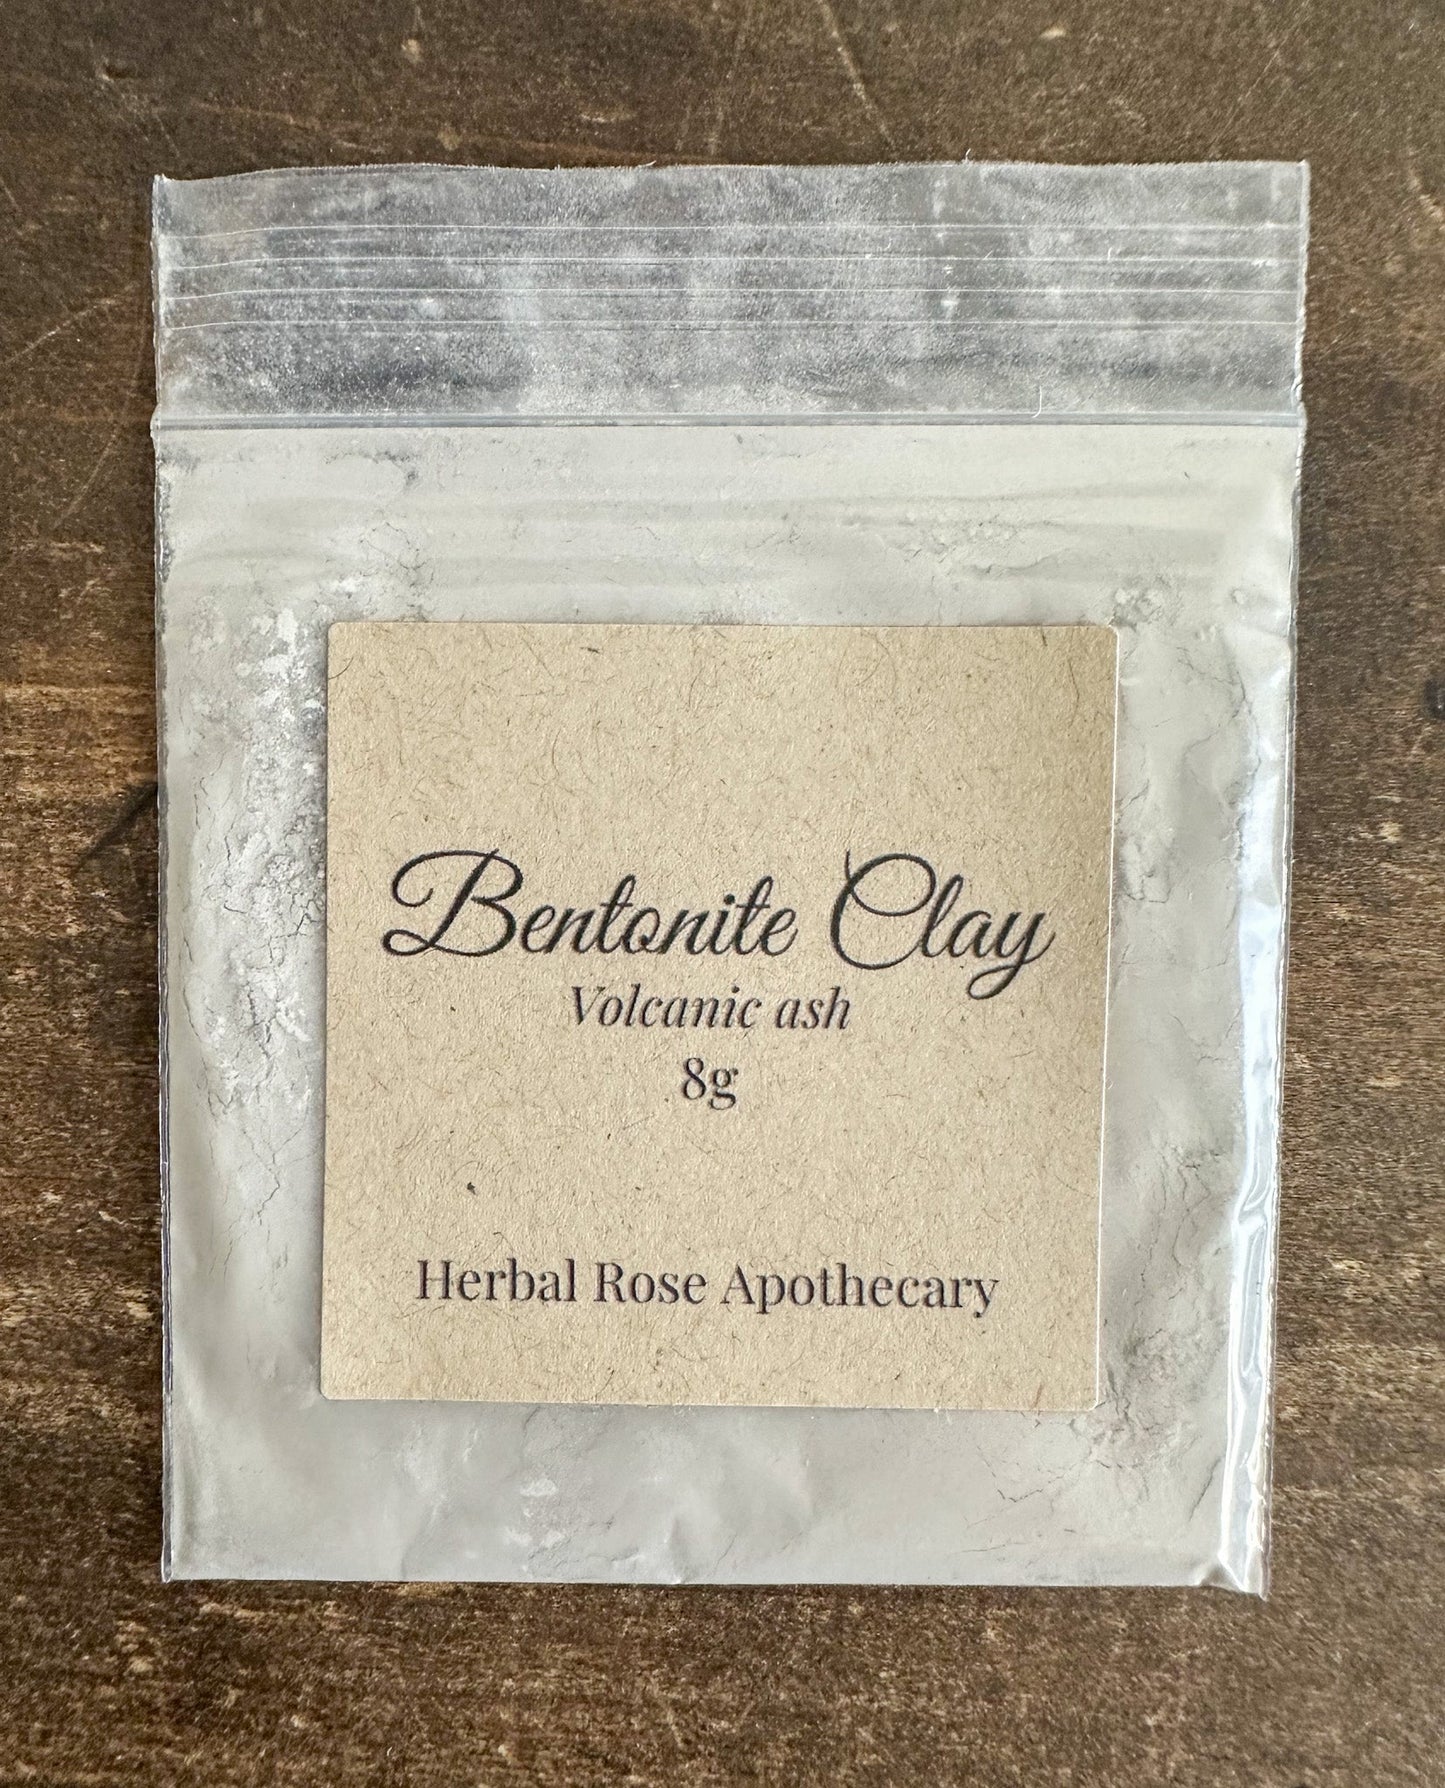 Bentonite Clay
Volcanic ash
8g
Herbal Rose Apothecary